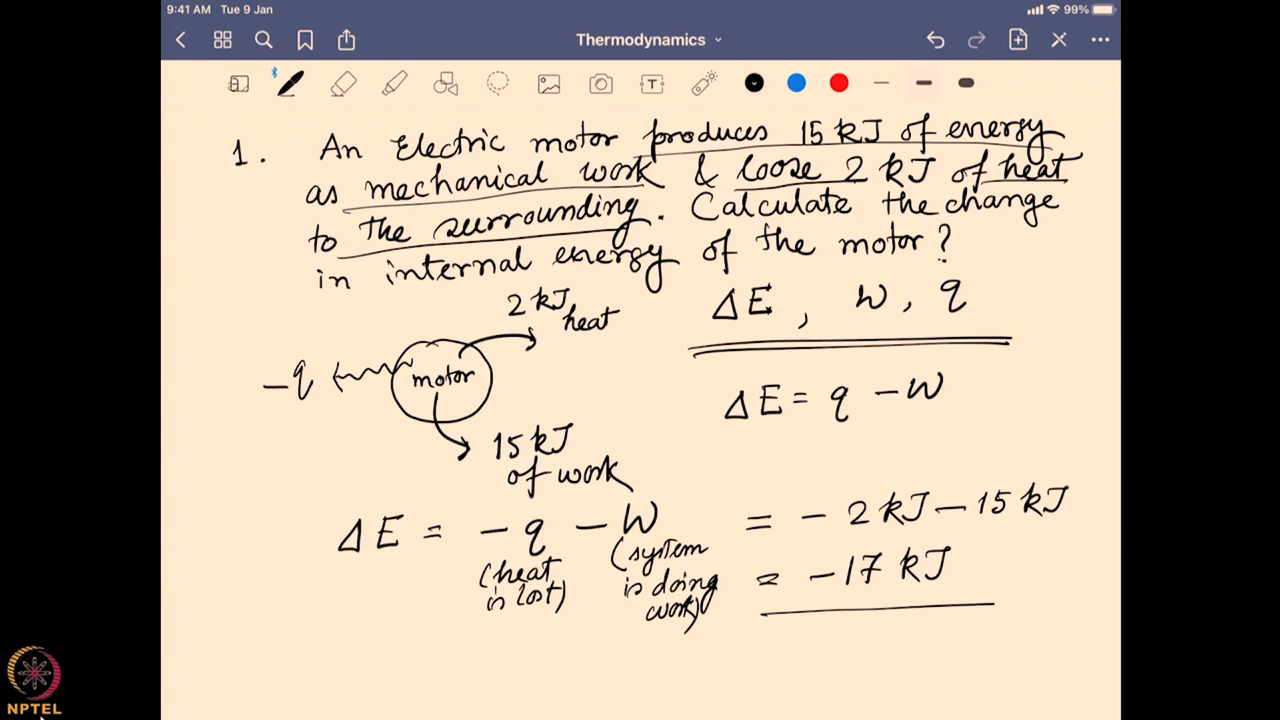 9:41 AM Tue 9 Jan
99%
Thermodynamics
T
1. An Electric motor produces 15 kJ of energy
as mechanical work & loose 2 kJ of heat
to the surrounding. Calculate the change
in internal energy of the motor?
2 kJ
heat
ΔE, w, q
-q
motor
ΔE = q - w
15 kJ
of work
ΔE = -q - W = - 2 kJ - 15 kJ
(heat is lost) (system is doing work) = -17 kJ
NPTEL